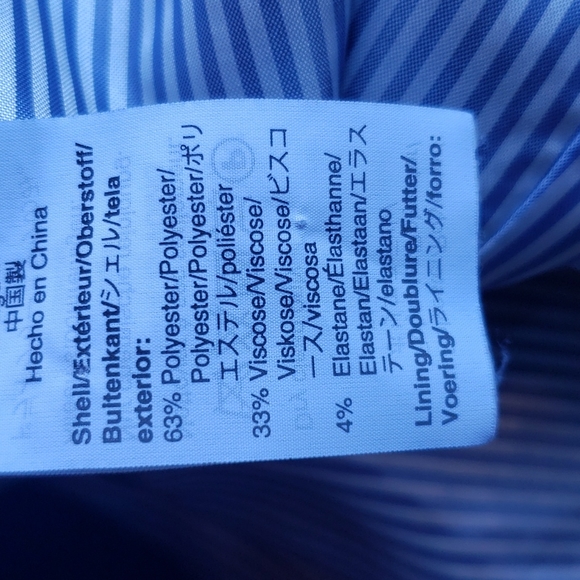 中国製
Hecho en China
Shell/Extérieur/Oberstoff/
Buitenkant/シェル/tela
exterior:
63% Polyester/Polyester/
Polyester/Polyester/ポリ
エステル/poliéster
33% Viscose/Viscose/
Viskose/Viscose/ビスコ
ース/viscosa
4% Elastane/Élasthanne/
Elastan/Elastaan/エラス
テーン/elastano
Lining/Doublure/Futter/
Voering/ライニング/forro: